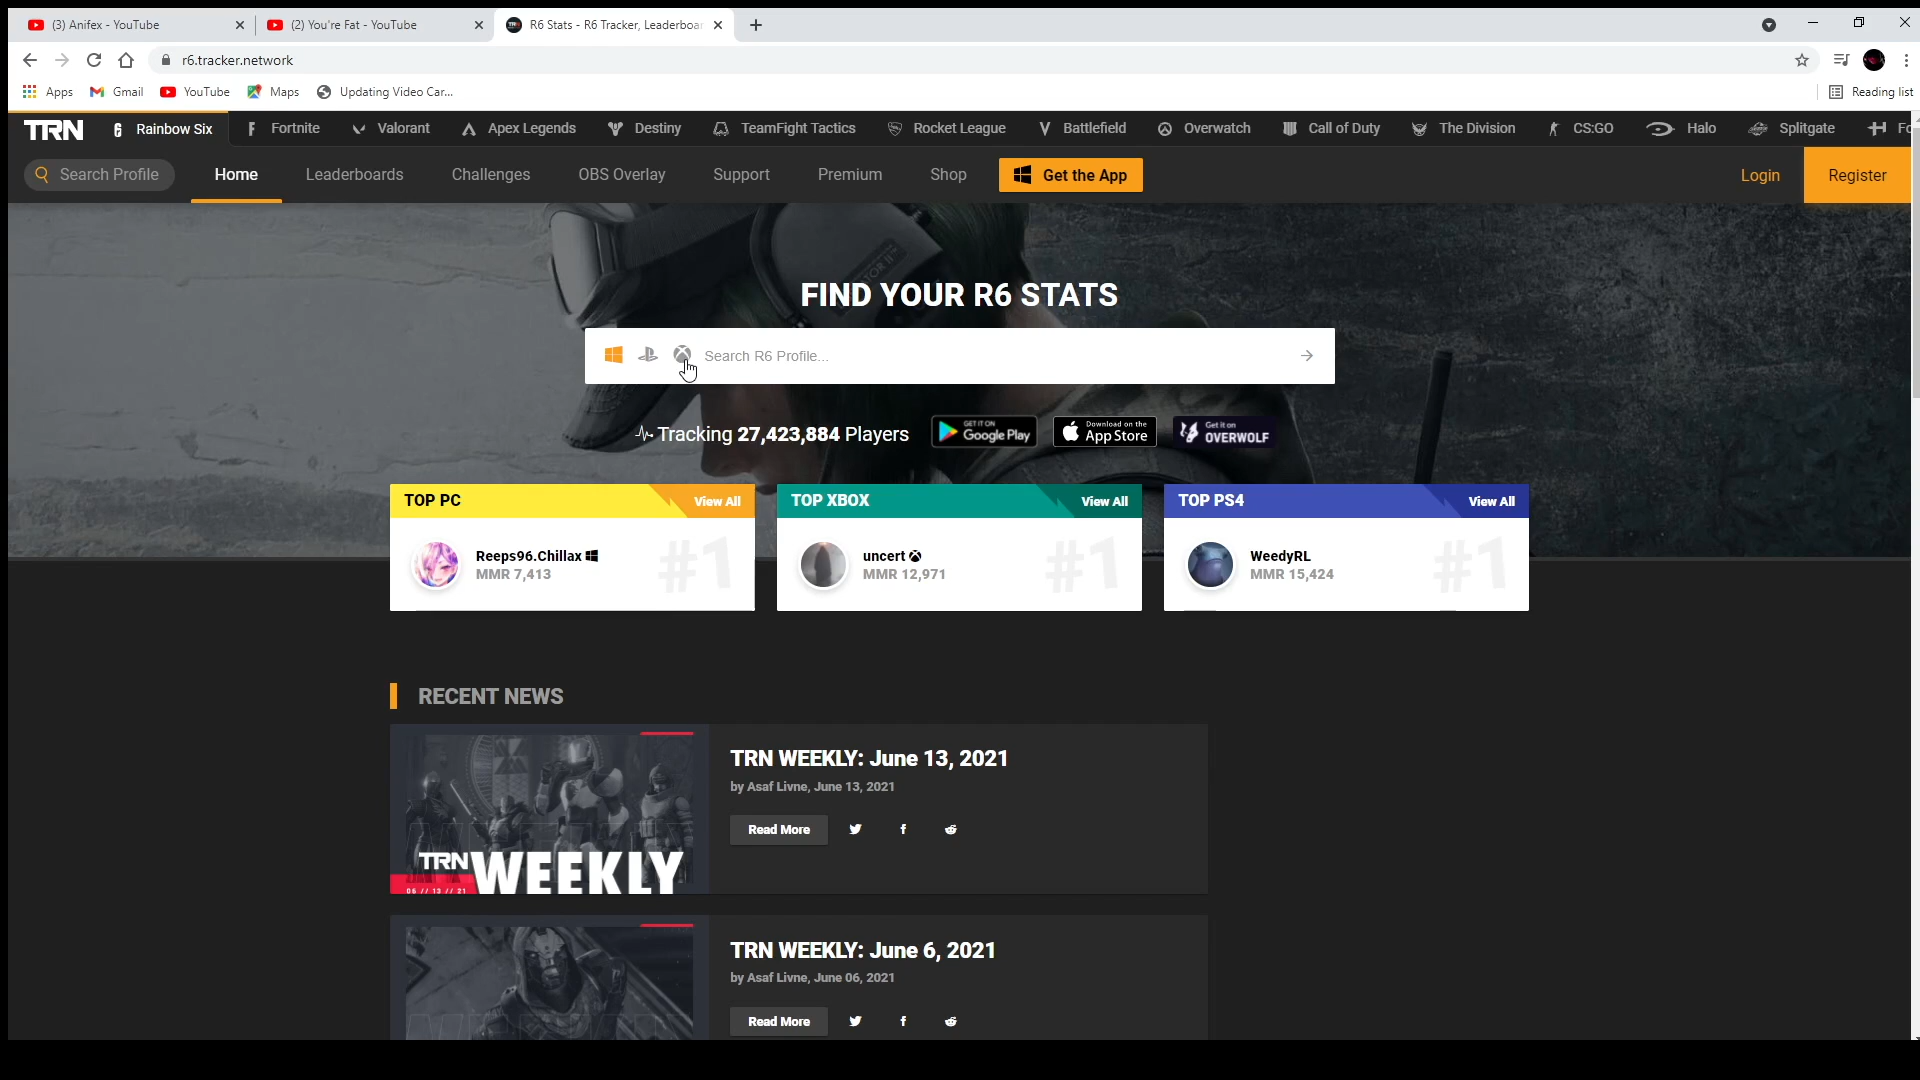 (3) Anifex - YouTube
(2) You're Fat - YouTube
R6 Stats - R6 Tracker, Leaderboar
r6.tracker.network
Apps
Gmail
YouTube
Maps
Updating Video Car...
Reading list
TRN
Rainbow Six
Fortnite
Valorant
Apex Legends
Destiny
TeamFight Tactics
Rocket League
Battlefield
Overwatch
Call of Duty
The Division
CS:GO
Halo
Splitgate
Search Profile
Home
Leaderboards
Challenges
OBS Overlay
Support
Premium
Shop
Get the App
Login
Register
FIND YOUR R6 STATS
Search R6 Profile...
Tracking 27,423,884 Players
GET IT ON
Google Play
Download on the
App Store
Get it on
OVERWOLF
TOP PC
View All
Reeps96.Chillax
MMR 7,413
#1
TOP XBOX
View All
uncert
MMR 12,971
#1
TOP PS4
View All
WeedyRL
MMR 15,424
#1
RECENT NEWS
TRN WEEKLY
06 // 13 // 21
TRN WEEKLY: June 13, 2021
by Asaf Livne, June 13, 2021
Read More
TRN WEEKLY: June 6, 2021
by Asaf Livne, June 06, 2021
Read More